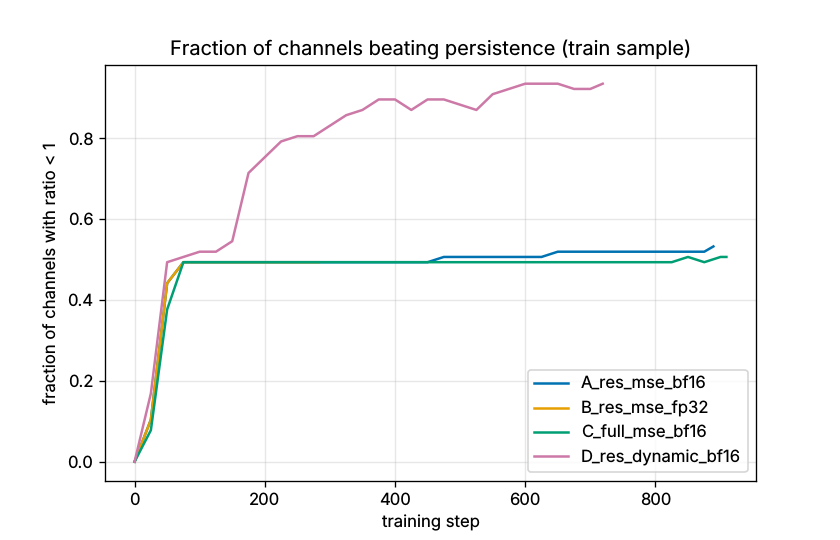 Fraction of channels beating persistence (train sample)
fraction of channels with ratio < 1
0.8
0.6
0.4
0.2
0.0
0
200
400
600
800
training step
A_res_mse_bf16
B_res_mse_fp32
C_full_mse_bf16
D_res_dynamic_bf16